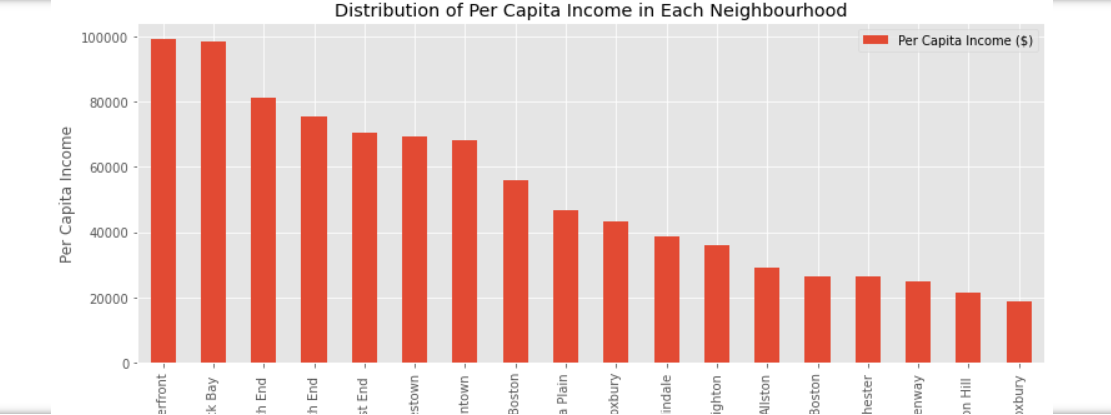 Distribution of Per Capita Income in Each Neighbourhood
Per Capita Income ($)
Per Capita Income
100000
80000
60000
40000
20000
0
erfront
k Bay
h End
h End
st End
estown
ntown
Boston
a Plain
oxbury
indale
ighton
Allston
Boston
hester
enway
on Hill
oxbury